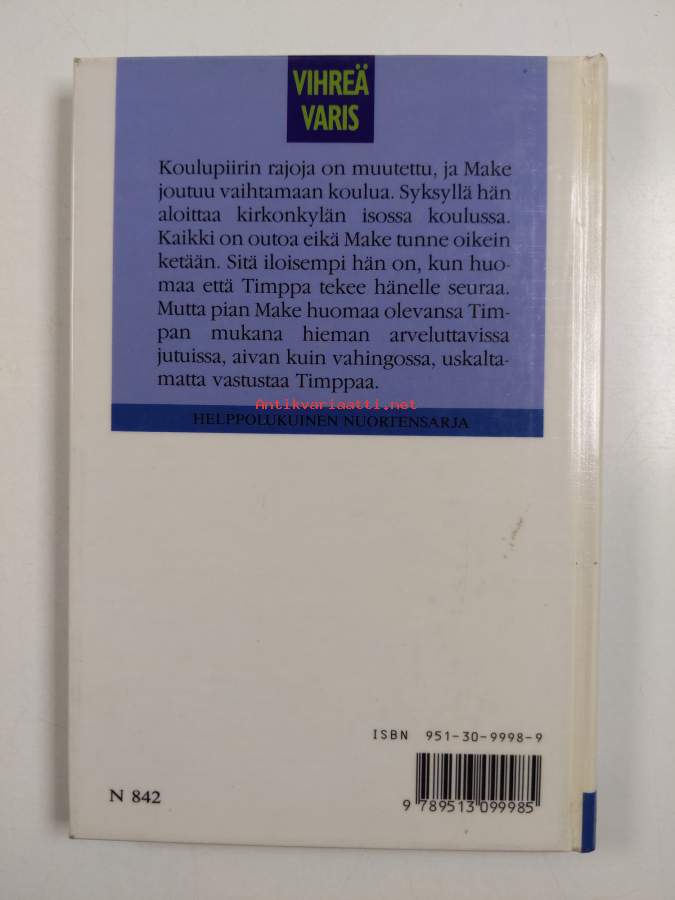 VIHREÄ
VARIS
Koulupiirin rajoja on muutettu, ja Make
joutuu vaihtamaan koulua. Syksyllä hän
aloittaa kirkonkylän isossa koulussa.
Kaikki on outoa eikä Make tunne oikein
ketään. Sitä iloisempi hän on, kun huo-
maa että Timppa tekee hänelle seuraa.
Mutta pian Make huomaa olevansa Tim-
pan mukana hieman arveluttavissa
jutuissa, aivan kuin vahingossa, uskalta-
matta vastustaa Timppaa.
Antikvariaatti.net
HELPPOLUKUINEN NUORTENSARJA
ISBN 951-30-9998-9
9 789513 099985
N 842